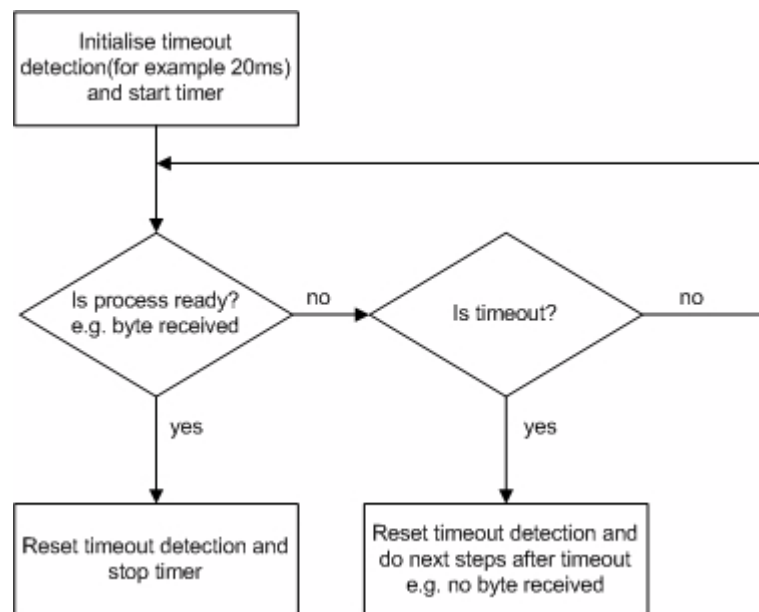 Initialise timeout
detection(for example 20ms)
and start timer
Is process ready?
e.g. byte received
no
Is timeout?
no
yes
yes
Reset timeout detection and
stop timer
Reset timeout detection and
do next steps after timeout
e.g. no byte received